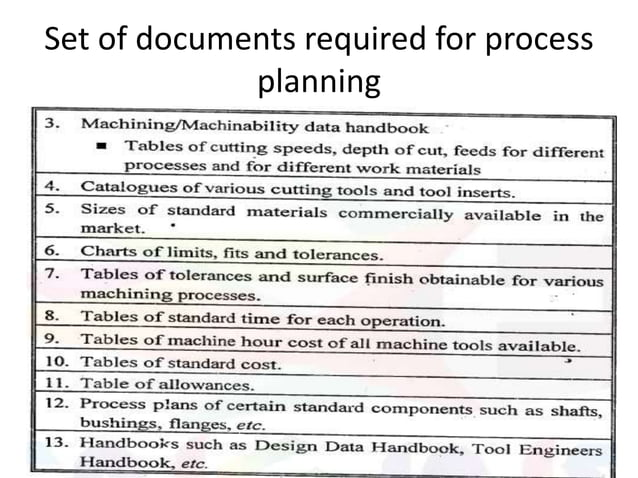 Set of documents required for process
planning
3. Machining/Machinability data handbook
▪ Tables of cutting speeds, depth of cut, feeds for different
processes and for different work materials
4. Catalogues of various cutting tools and tool inserts.
5. Sizes of standard materials commercially available in the
market.
6. Charts of limits, fits and tolerances.
7. Tables of tolerances and surface finish obtainable for various
machining processes.
8. Tables of standard time for each operation.
9. Tables of machine hour cost of all machine tools available.
10. Tables of standard cost.
11. Table of allowances.
12. Process plans of certain standard components such as shafts,
bushings, flanges, etc.
13. Handbooks such as Design Data Handbook, Tool Engineers
Handbook, etc.